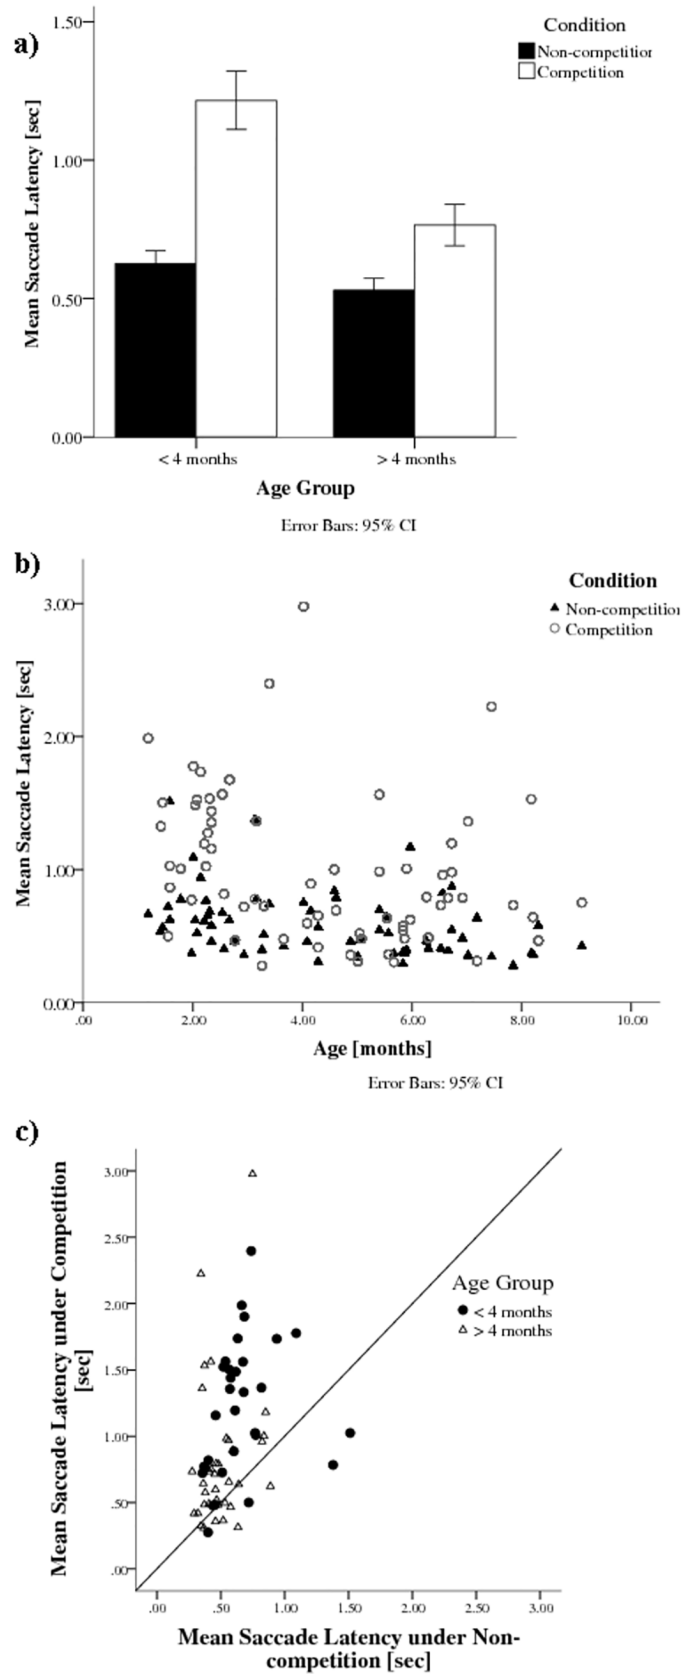 a)
Condition
Non-competition
Competition
Mean Saccade Latency [sec]
1.50
1.00
0.50
0.00
< 4 months
> 4 months
Age Group
Error Bars: 95% CI
b)
Condition
Non-competition
Competition
Mean Saccade Latency [sec]
3.00
2.00
1.00
0.00
.00 2.00 4.00 6.00 8.00 10.00
Age [months]
Error Bars: 95% CI
c)
Mean Saccade Latency under Competition
[sec]
3.00
2.50
2.00
1.50
1.00
.50
.00
Age Group
< 4 months
> 4 months
.00 .50 1.00 1.50 2.00 2.50 3.00
Mean Saccade Latency under Non-
competition [sec]